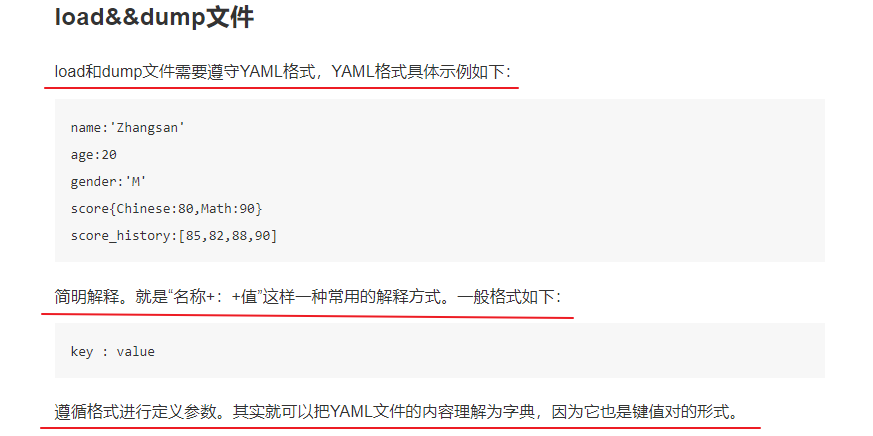 load&&dump文件
load和dump文件需要遵守YAML格式，YAML格式具体示例如下：
name:'Zhangsan'
age:20
gender:'M'
score{Chinese:80,Math:90}
score_history:[85,82,88,90]
简明解释。就是“名称+：+值”这样一种常用的解释方式。一般格式如下：
key : value
遵循格式进行定义参数。其实就可以把YAML文件的内容理解为字典，因为它也是键值对的形式。